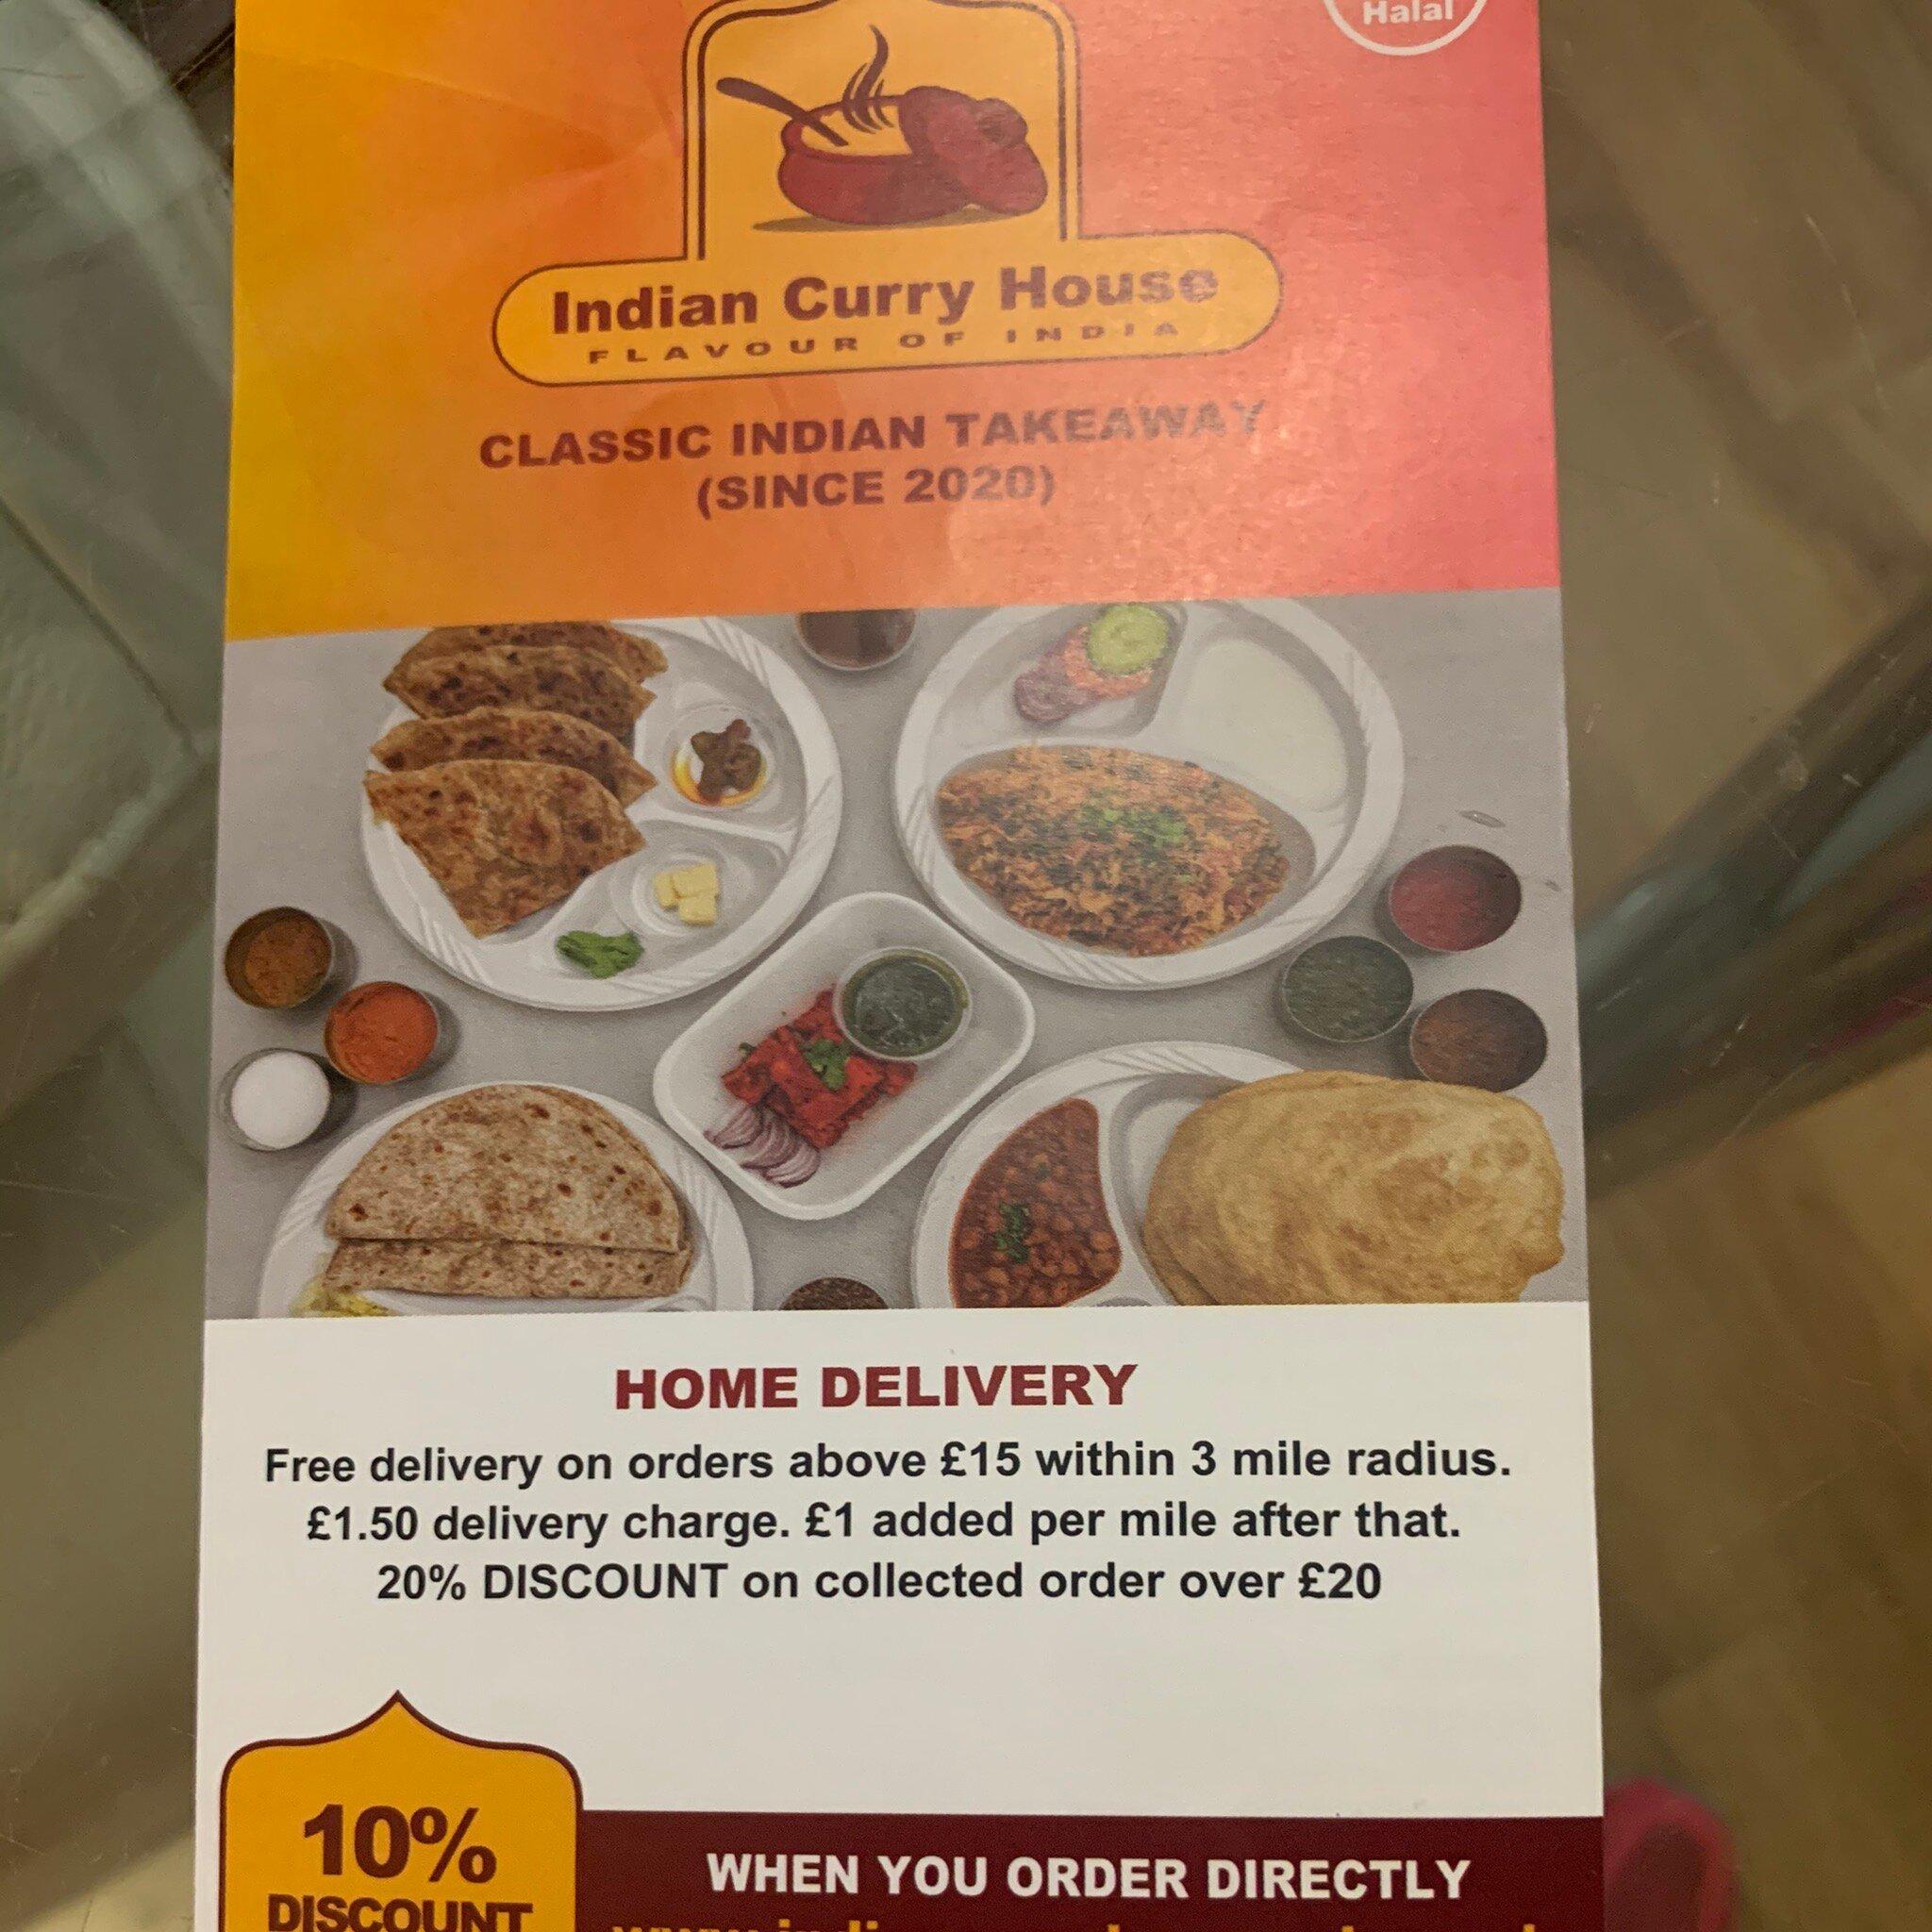 Halal
Indian Curry House
FLAVOUR OF INDIA
CLASSIC INDIAN TAKEAWAY
(SINCE 2020)
HOME DELIVERY
Free delivery on orders above £15 within 3 mile radius.
£1.50 delivery charge. £1 added per mile after that.
20% DISCOUNT on collected order over £20
10%
DISCOUNT
WHEN YOU ORDER DIRECTLY